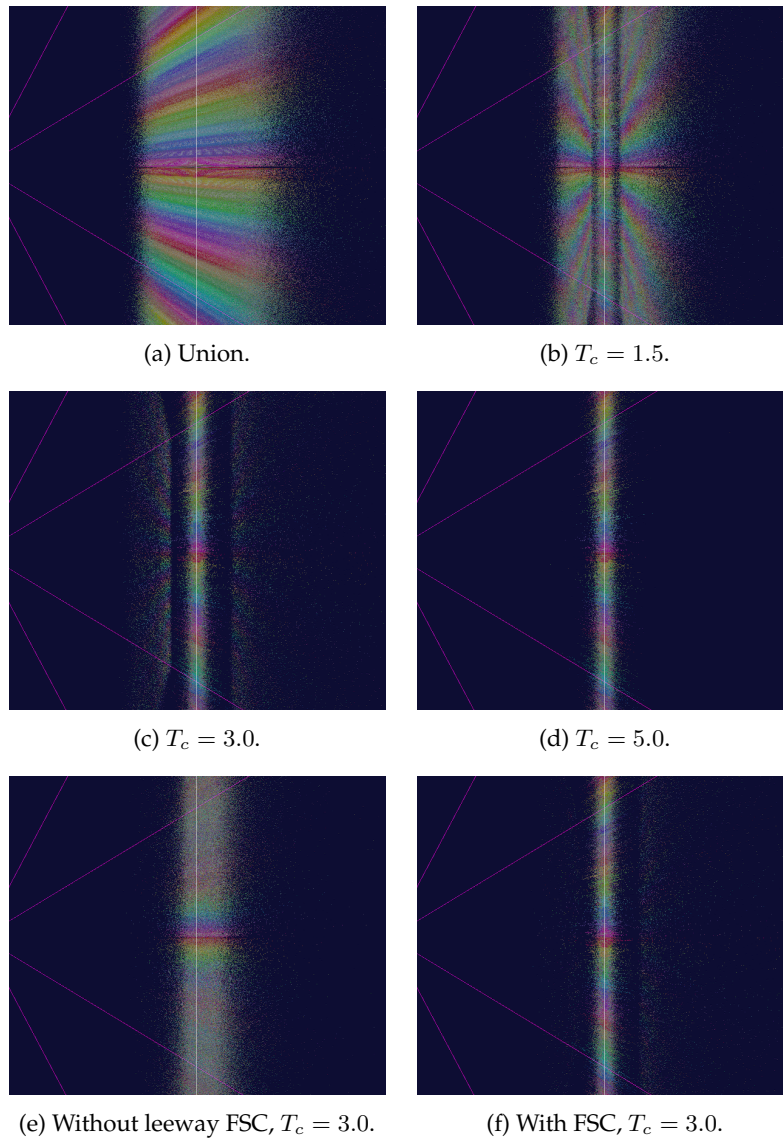 (a) Union.
(b) $T_c = 1.5$.
(c) $T_c = 3.0$.
(d) $T_c = 5.0$.
(e) Without leeway FSC, $T_c = 3.0$.
(f) With FSC, $T_c = 3.0$.